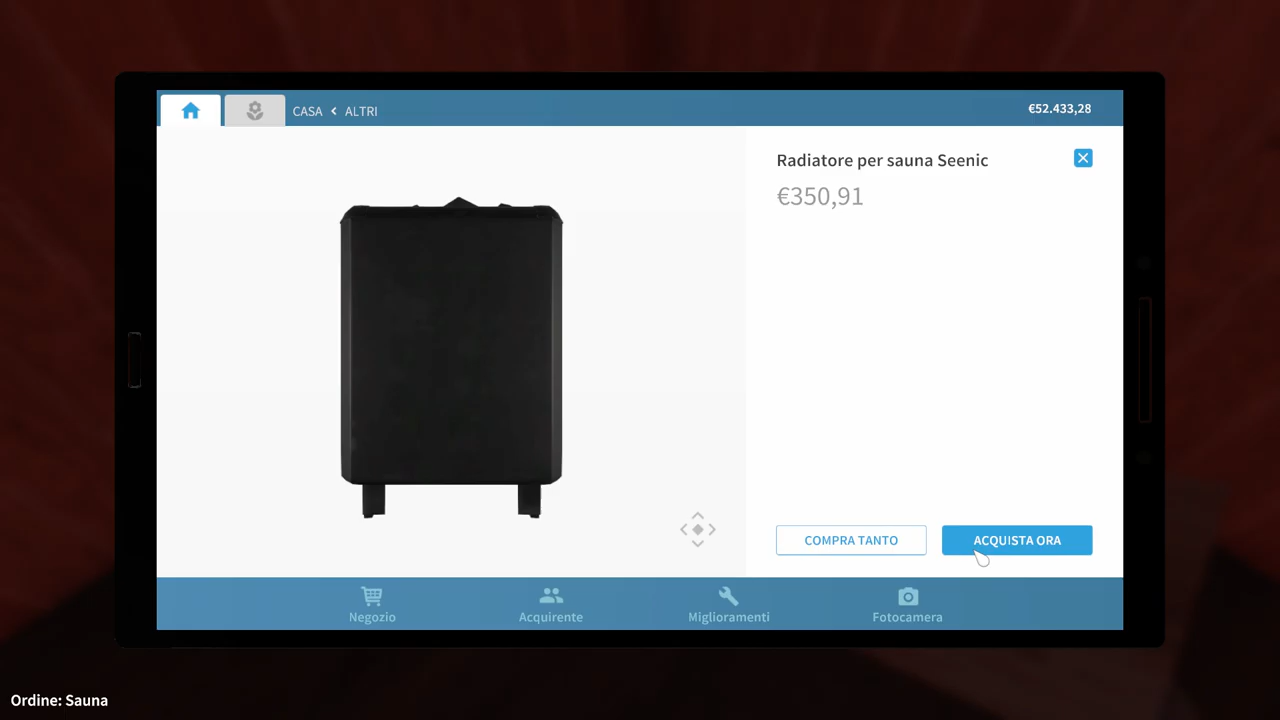 CASA < ALTRI
€52.433,28
Radiatore per sauna Seenic
€350,91
COMPRA TANTO
ACQUISTA ORA
Negozio
Acquirente
Miglioramenti
Fotocamera
Ordine: Sauna